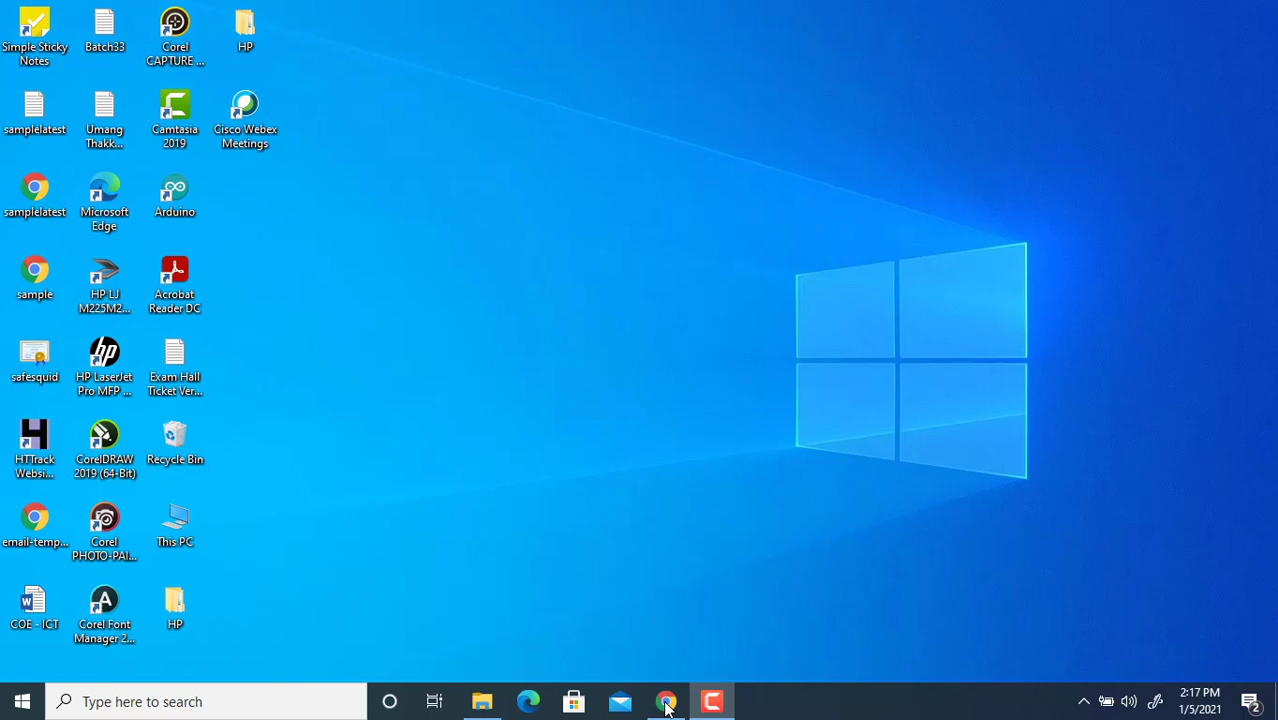 Simple Sticky
Notes
Batch33
Corel
CAPTURE ...
HP
samplelatest
Umang
Thakk...
Camtasia
2019
Cisco Webex
Meetings
samplelatest
Microsoft
Edge
Arduino
sample
HP LJ
M225M2...
Acrobat
Reader DC
safesquid
HP LaserJet
Pro MFP ...
Exam Hall
Ticket Ver...
HTTrack
Websi...
CorelDRAW
2019 (64-Bit)
Recycle Bin
email-temp...
Corel
PHOTO-PAI...
This PC
COE - ICT
Corel Font
Manager 2...
HP
Type here to search
2:17 PM
1/5/2021
2